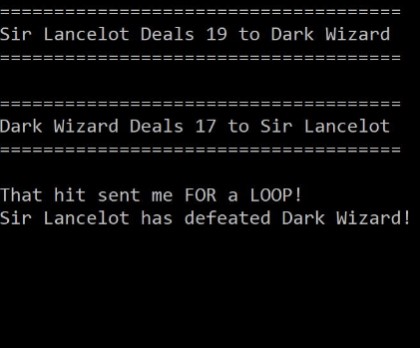 =====================================
Sir Lancelot Deals 19 to Dark Wizard
=====================================
=====================================
Dark Wizard Deals 17 to Sir Lancelot
=====================================
That hit sent me FOR a LOOP!
Sir Lancelot has defeated Dark Wizard!